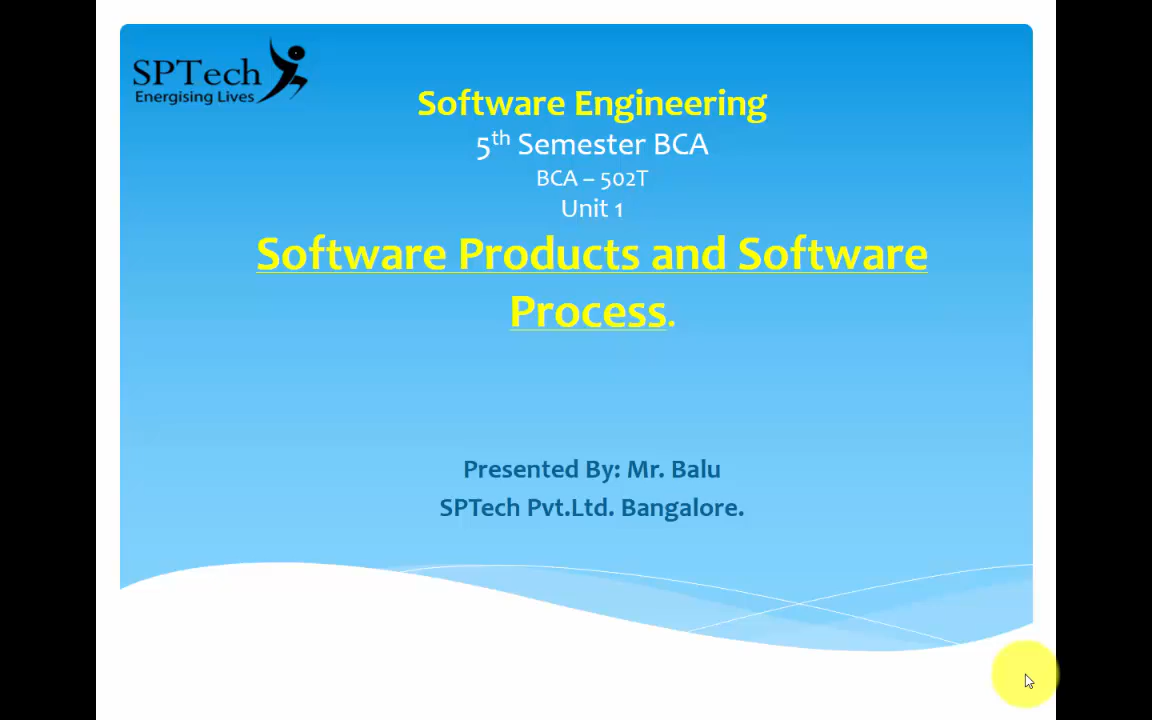 SPTech
Energising Lives
Software Engineering
5th Semester BCA
BCA – 502T
Unit 1
Software Products and Software
Process.
Presented By: Mr. Balu
SPTech Pvt.Ltd. Bangalore.